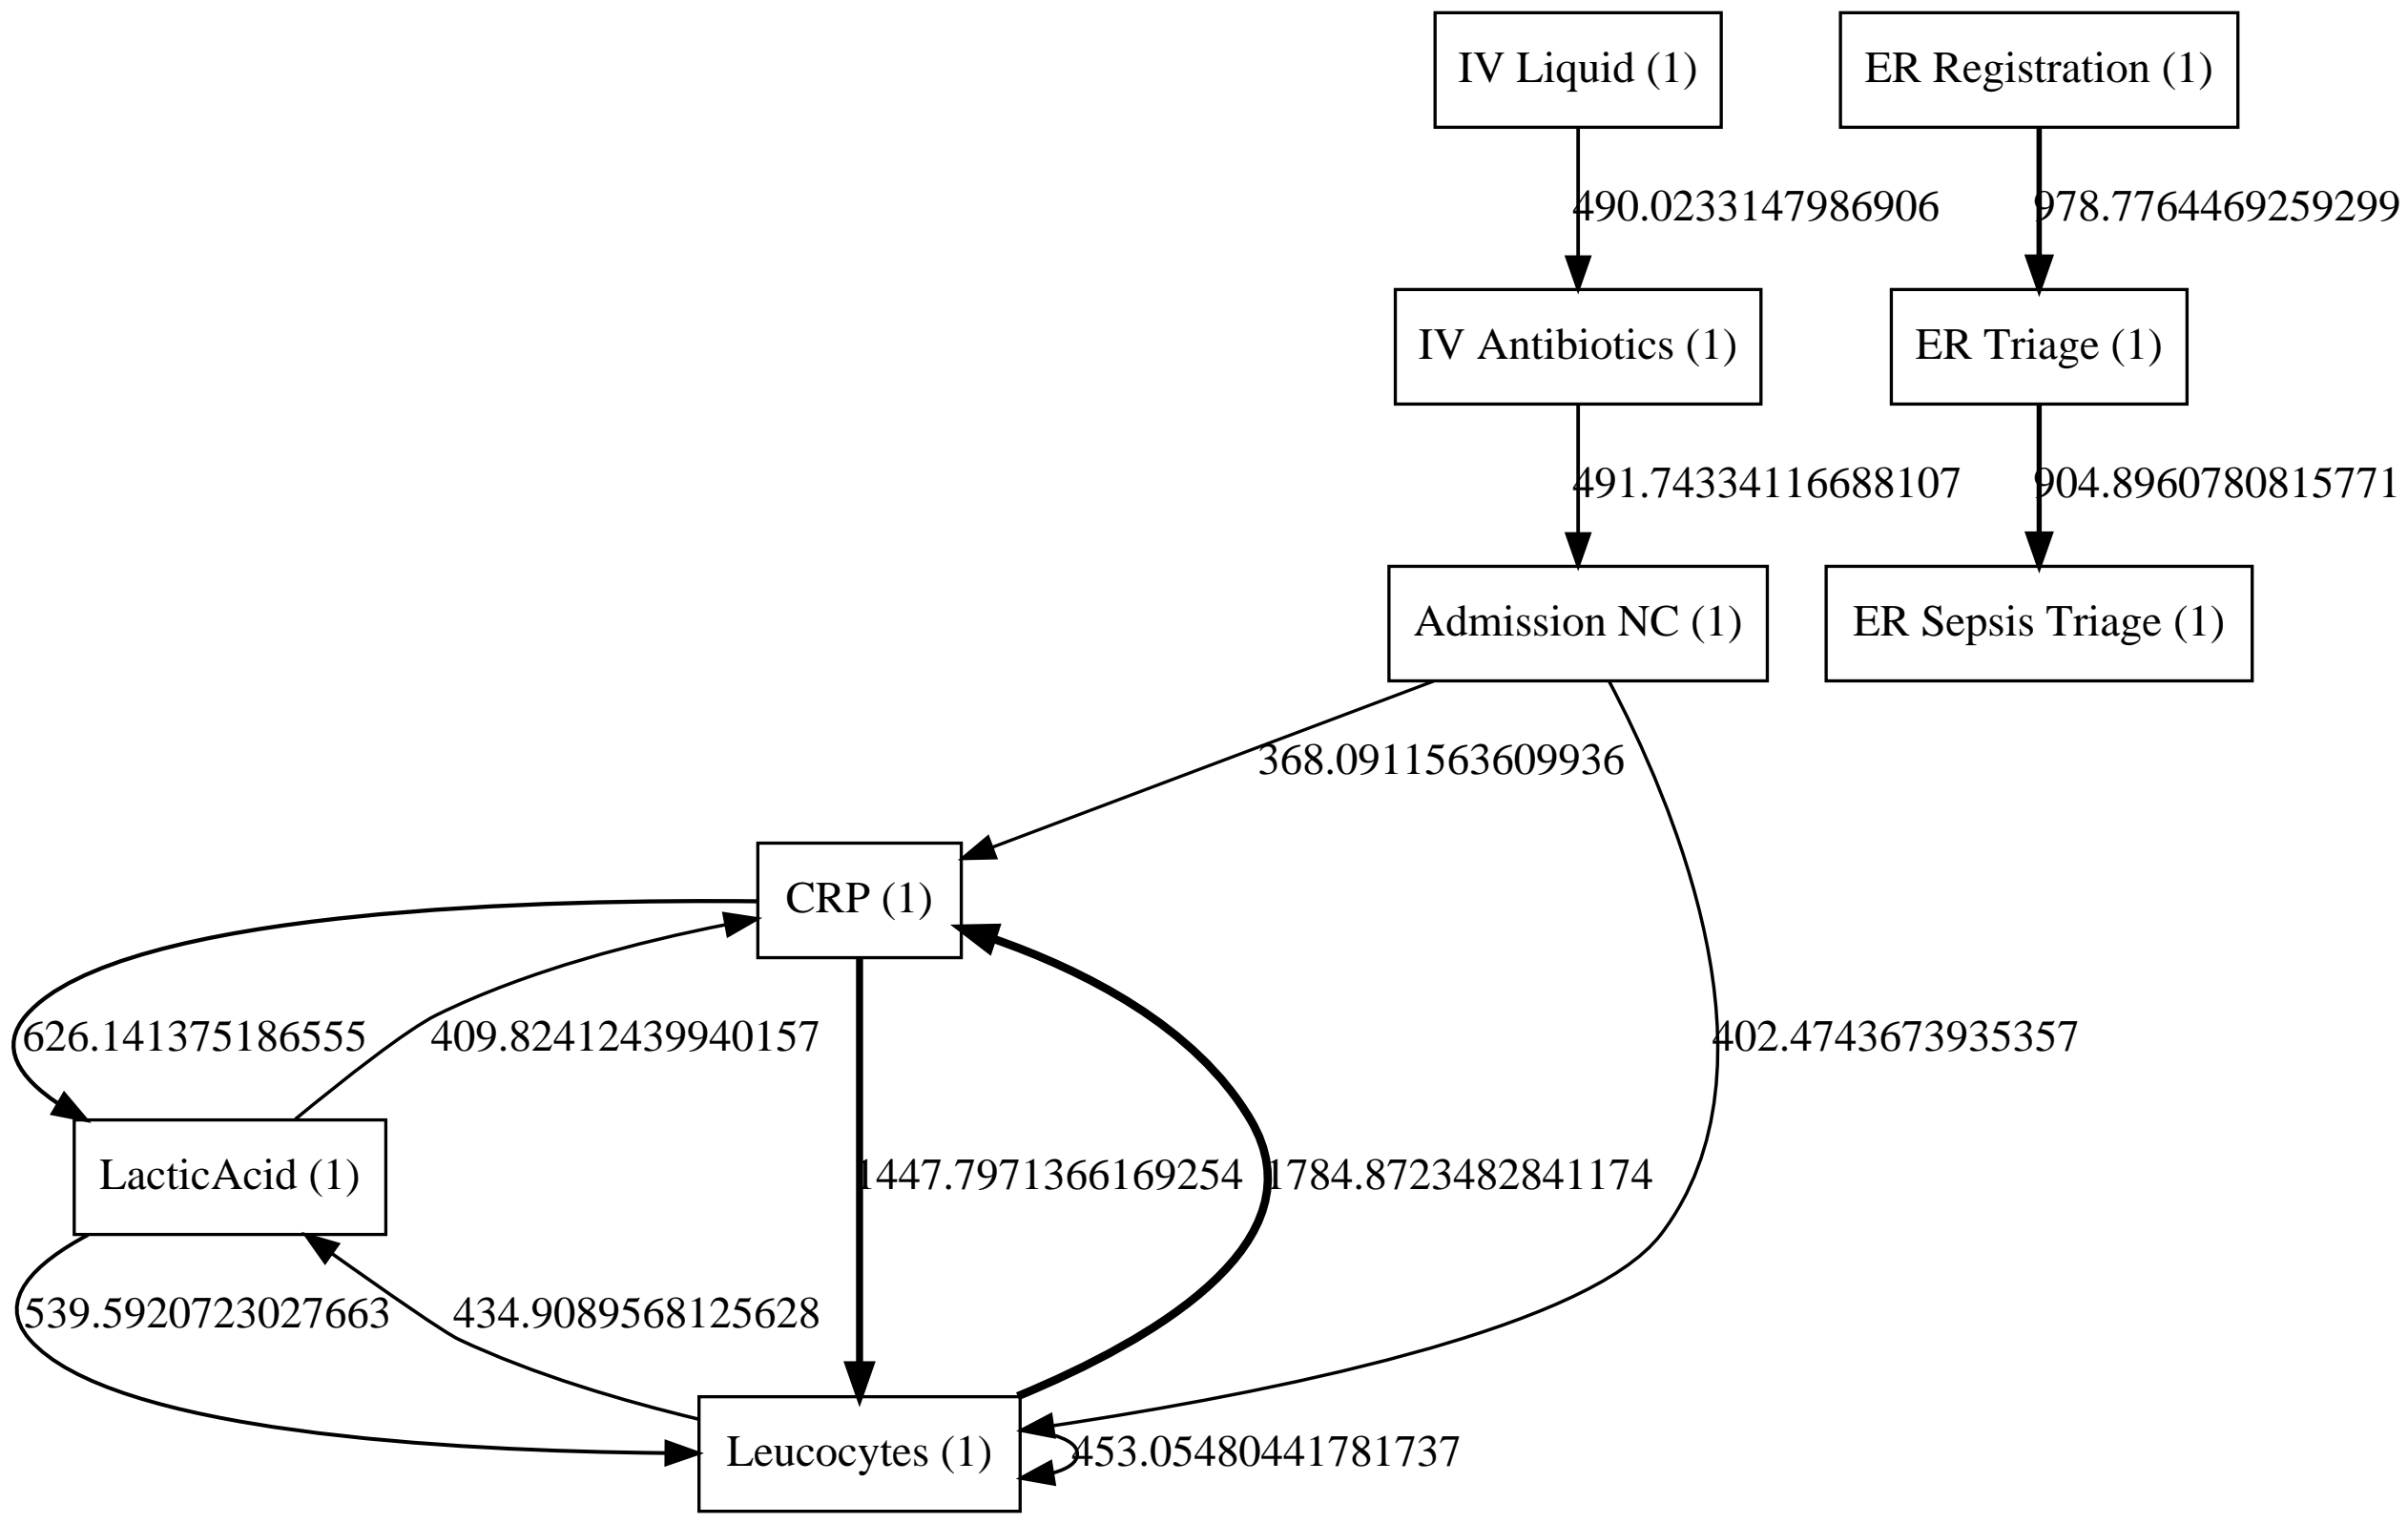 IV Liquid (1)
ER Registration (1)
490.0233147986906
978.7764469259299
IV Antibiotics (1)
ER Triage (1)
491.74334116688107
904.8960780815771
Admission NC (1)
ER Sepsis Triage (1)
368.0911563609936
CRP (1)
626.141375186555
409.82412439940157
402.4743673935357
LacticAcid (1)
1447.7971366169254
1784.8723482841174
539.5920723027663
434.9089568125628
Leucocytes (1)
453.05480441781737